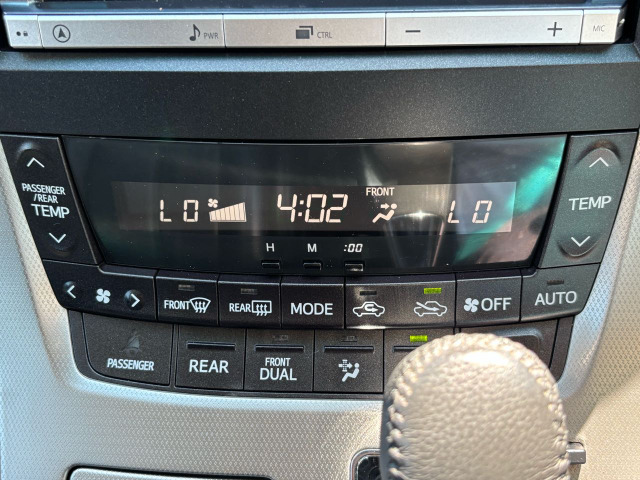 PWR CTRL − + MIC
PASSENGER
/REAR
TEMP
LO 4:02 FRONT LO
TEMP
H M :00
FRONT REAR MODE OFF AUTO
PASSENGER REAR FRONT
DUAL